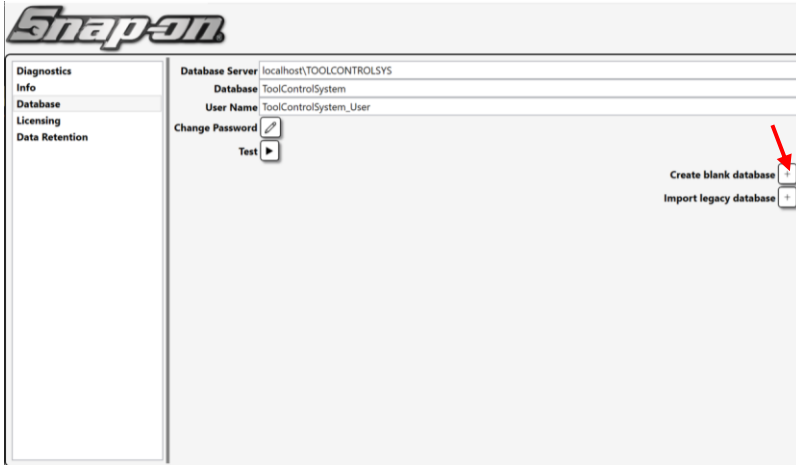 Snap-on
Diagnostics
Info
Database
Licensing
Data Retention
Database Server localhost\TOOLCONTROLSYS
Database ToolControlSystem
User Name ToolControlSystem_User
Change Password
Test
Create blank database +
Import legacy database +